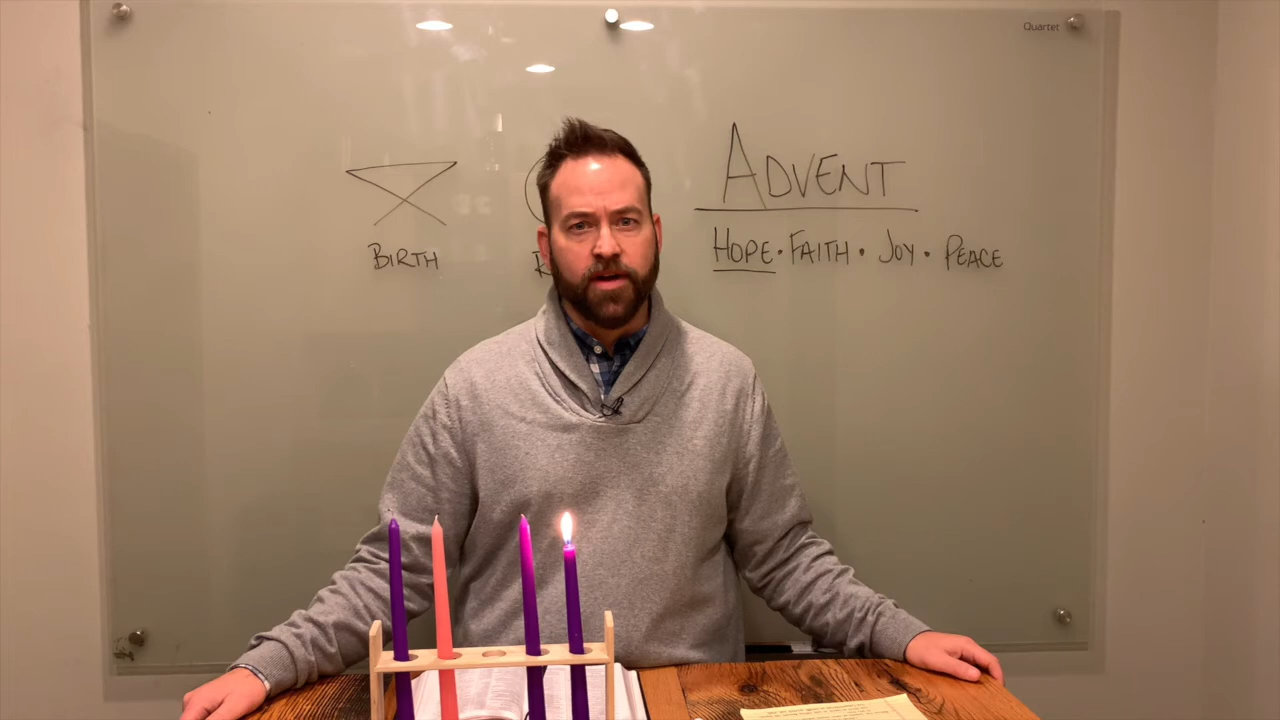 Quartet
ADVENT
HOPE • FAITH • JOY • PEACE
BIRTH